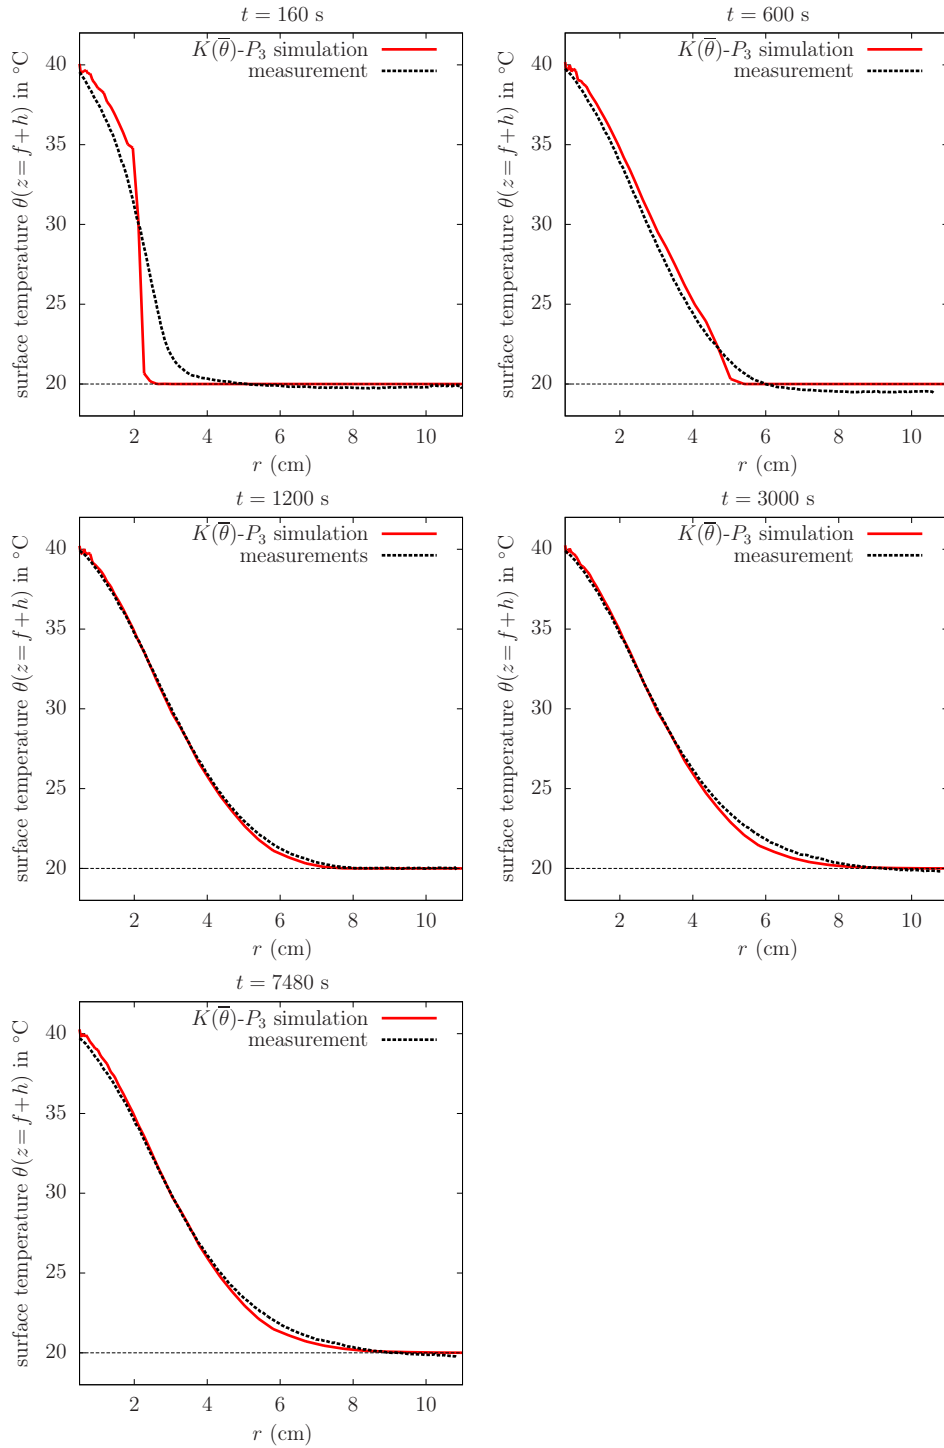 t = 160 s
K(θ̅)-P₃ simulation
measurement
surface temperature θ(z=f+h) in °C
40
35
30
25
20
2 4 6 8 10
r (cm)
t = 600 s
K(θ̅)-P₃ simulation
measurement
surface temperature θ(z=f+h) in °C
40
35
30
25
20
2 4 6 8 10
r (cm)
t = 1200 s
K(θ̅)-P₃ simulation
measurements
surface temperature θ(z=f+h) in °C
40
35
30
25
20
2 4 6 8 10
r (cm)
t = 3000 s
K(θ̅)-P₃ simulation
measurement
surface temperature θ(z=f+h) in °C
40
35
30
25
20
2 4 6 8 10
r (cm)
t = 7480 s
K(θ̅)-P₃ simulation
measurement
surface temperature θ(z=f+h) in °C
40
35
30
25
20
2 4 6 8 10
r (cm)